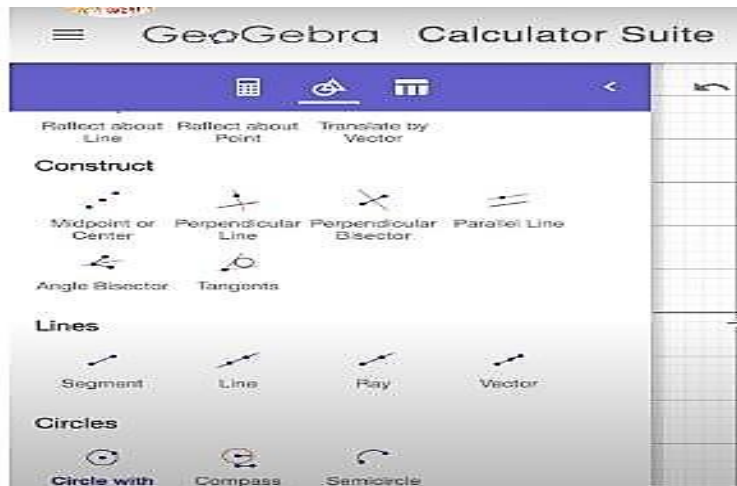 GeoGebra Calculator Suite
Reflect about Reflect about Translate by
Line Point Vector
Construct
Midpoint or Perpendicular Perpendicular Parallel Line
Center Line Bisector
Angle Bisector Tangents
Lines
Segment Line Ray Vector
Circles
Circle with Compass Semicircle